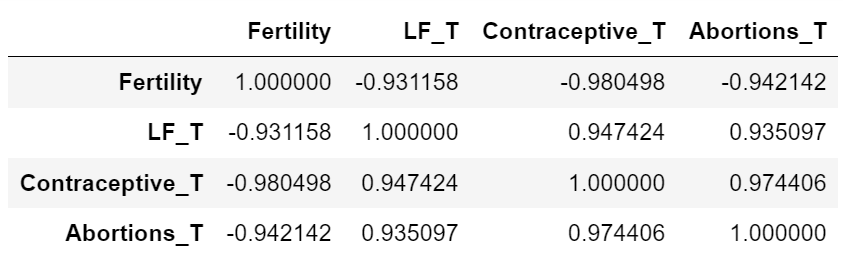 Fertility LF_T Contraceptive_T Abortions_T
Fertility 1.000000 -0.931158 -0.980498 -0.942142
LF_T -0.931158 1.000000 0.947424 0.935097
Contraceptive_T -0.980498 0.947424 1.000000 0.974406
Abortions_T -0.942142 0.935097 0.974406 1.000000